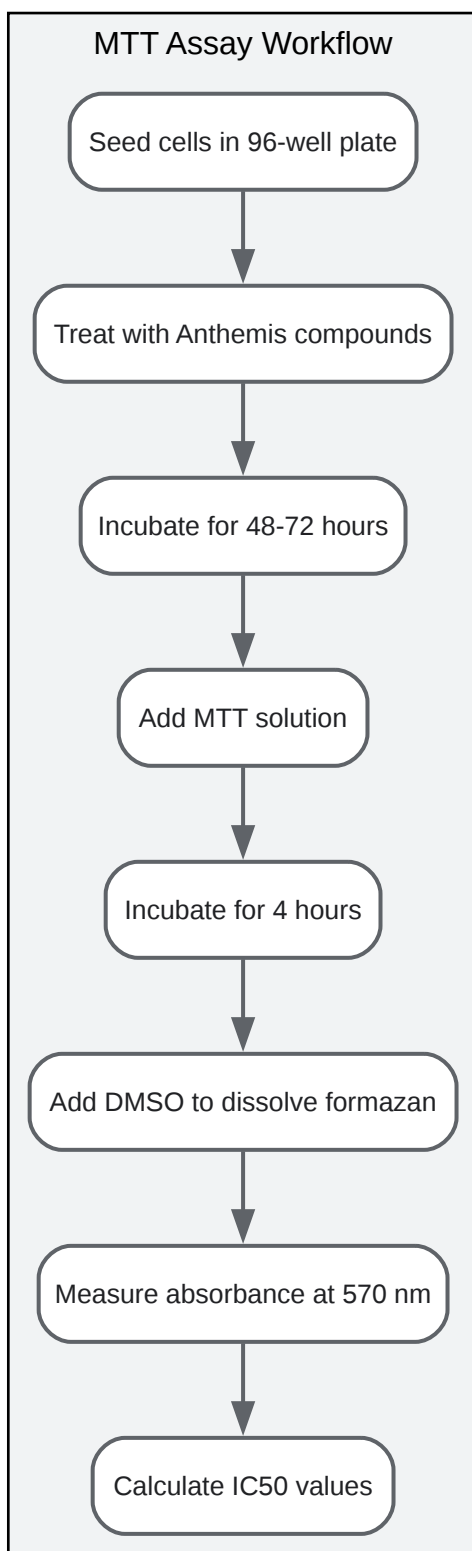 MTT Assay Workflow
Seed cells in 96-well plate
Treat with Anthemis compounds
Incubate for 48-72 hours
Add MTT solution
Incubate for 4 hours
Add DMSO to dissolve formazan
Measure absorbance at 570 nm
Calculate IC50 values